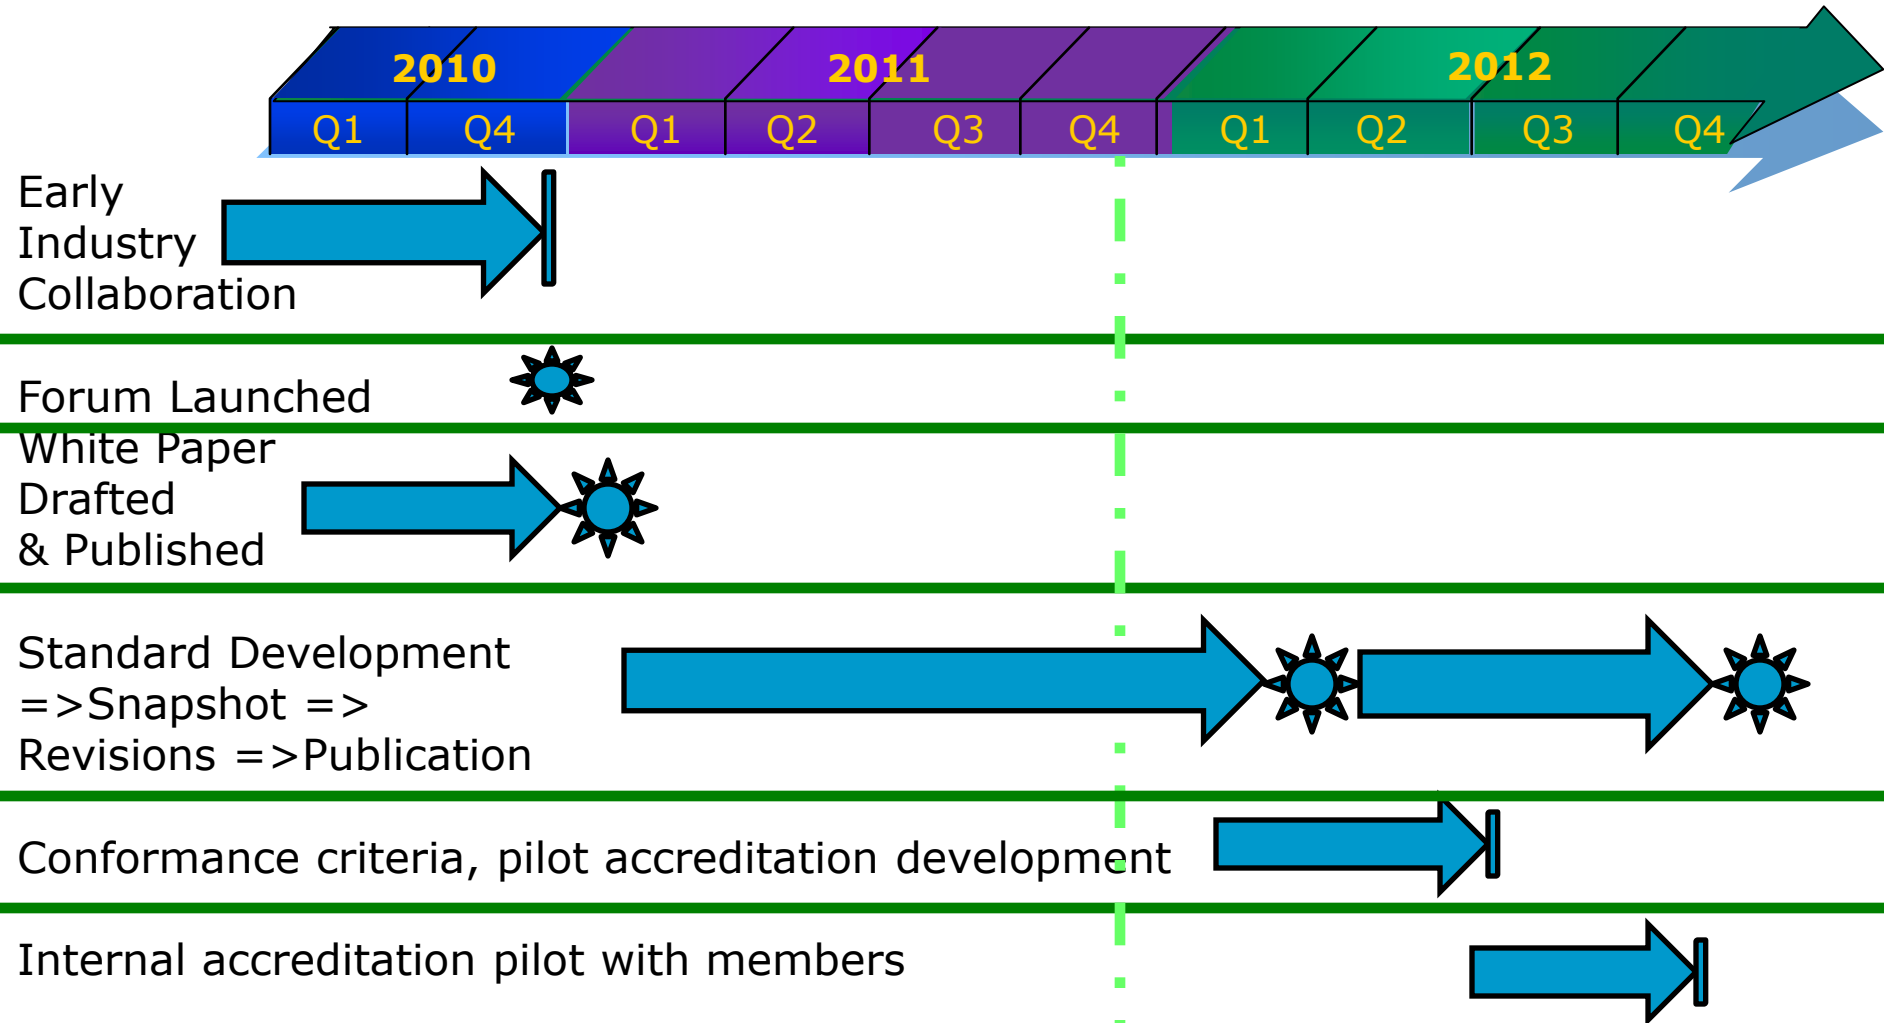 2010 2011 2012
Q1 Q4 Q1 Q2 Q3 Q4 Q1 Q2 Q3 Q4
Early
Industry
Collaboration
Forum Launched
White Paper
Drafted
& Published
Standard Development
=>Snapshot =>
Revisions =>Publication
Conformance criteria, pilot accreditation development
Internal accreditation pilot with members